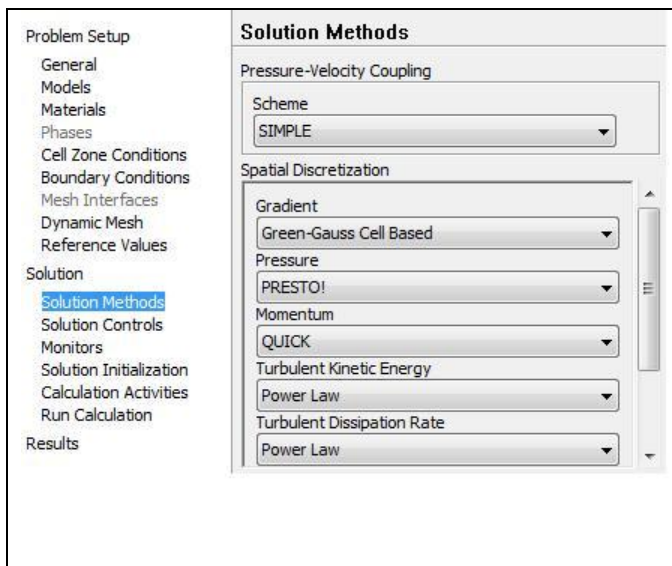 Problem Setup
General
Models
Materials
Phases
Cell Zone Conditions
Boundary Conditions
Mesh Interfaces
Dynamic Mesh
Reference Values
Solution
Solution Methods
Solution Controls
Monitors
Solution Initialization
Calculation Activities
Run Calculation
Results
Solution Methods
Pressure-Velocity Coupling
Scheme
SIMPLE
Spatial Discretization
Gradient
Green-Gauss Cell Based
Pressure
PRESTO!
Momentum
QUICK
Turbulent Kinetic Energy
Power Law
Turbulent Dissipation Rate
Power Law